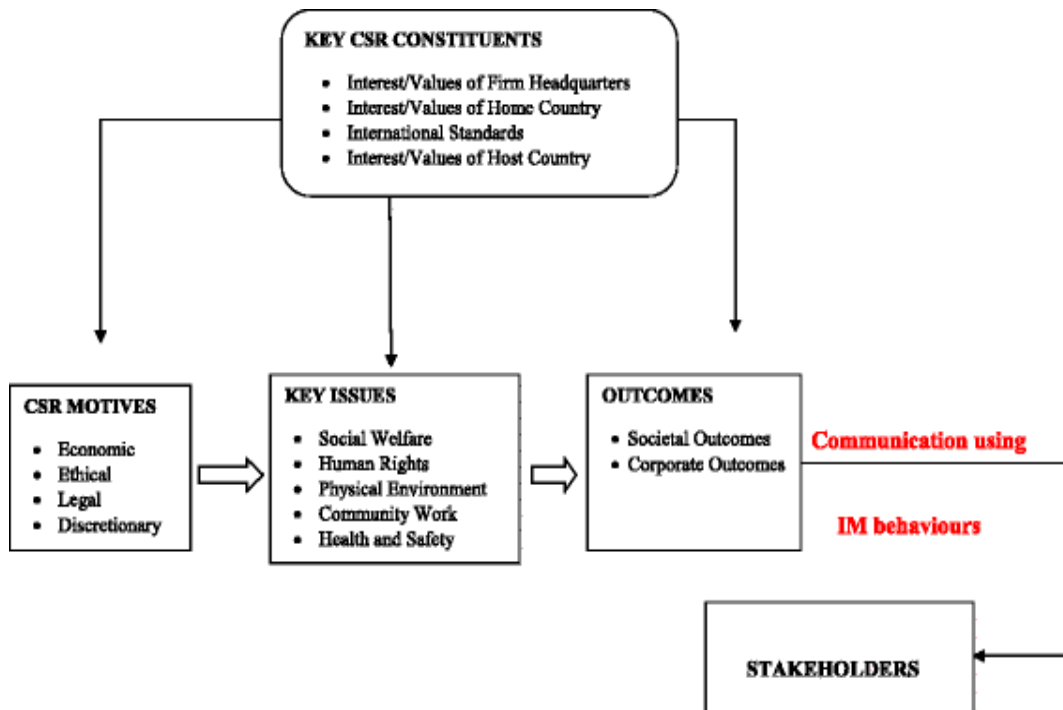 KEY CSR CONSTITUENTS
• Interest/Values of Firm Headquarters
• Interest/Values of Home Country
• International Standards
• Interest/Values of Host Country
CSR MOTIVES
• Economic
• Ethical
• Legal
• Discretionary
KEY ISSUES
• Social Welfare
• Human Rights
• Physical Environment
• Community Work
• Health and Safety
OUTCOMES
• Societal Outcomes
• Corporate Outcomes
Communication using
IM behaviours
STAKEHOLDERS